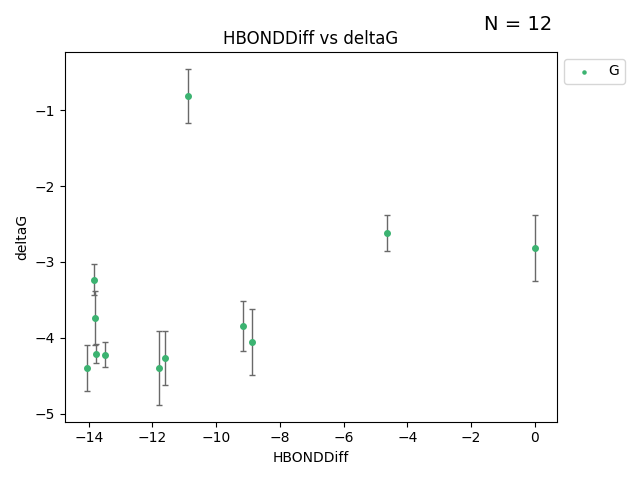 N = 12
HBONDDiff vs deltaG
G
deltaG
−1
−2
−3
−4
−5
−14 −12 −10 −8 −6 −4 −2 0
HBONDDiff